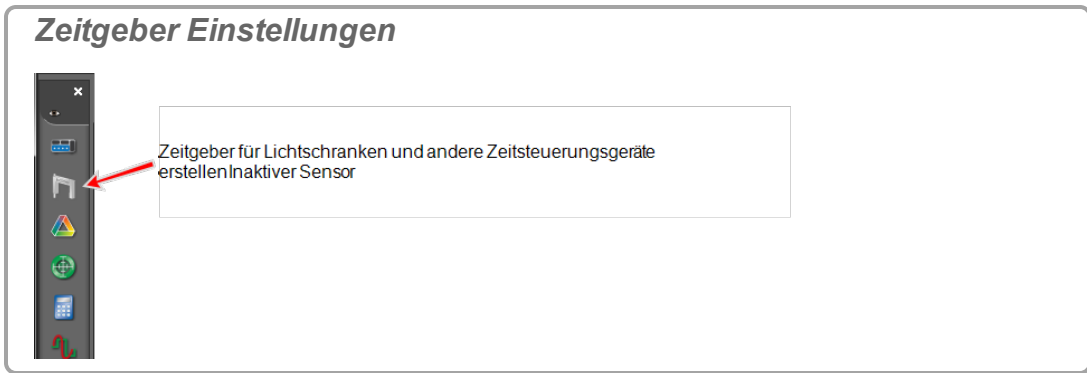 Zeitgeber Einstellungen
Zeitgeber für Lichtschranken und andere Zeitsteuerungsgeräte
erstellenInaktiver Sensor